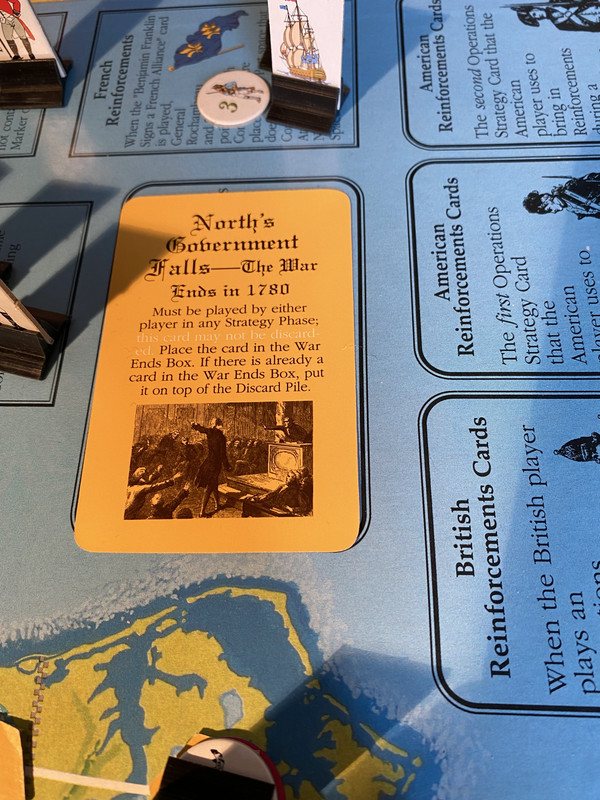 North's
Government
Falls—The War
Ends in 1780
Must be played by either
player in any Strategy Phase;
this card may not be discard-
ed. Place the card in the War
Ends Box. If there is already a
card in the War Ends Box, put
it on top of the Discard Pile.
French
Reinforcements
When the "Benjamin Franklin
Signs a French Alliance" card
is played,
General
3
American
Reinforcements Cards
The second Operations
Strategy Card that the
American
player uses to
bring in
Reinforcements
during a
American
Reinforcements Cards
The first Operations
Strategy Card
that the
American
player uses to
British
Reinforcements Cards
When the British player
plays an